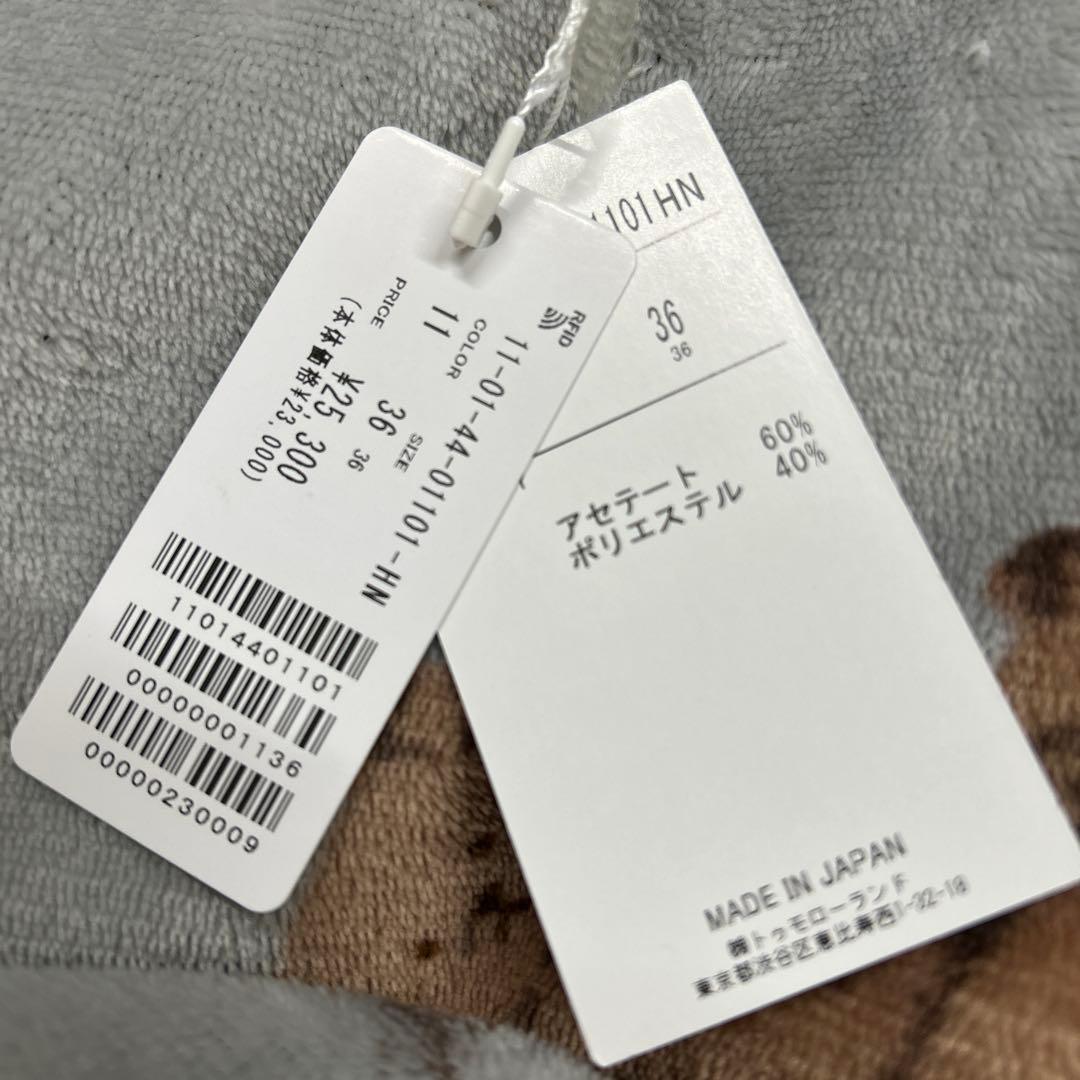 RFID
11-01-44-01101-HN
COLOR
SIZE
11
36
36
PRICE
¥25,300
(本体価格¥23,000)
11014401101
00000001136
00000230009
1101HN
36
36
アセテート 60%
ポリエステル 40%
MADE IN JAPAN
㈱トゥモローランド
東京都渋谷区恵比寿西1-32-18